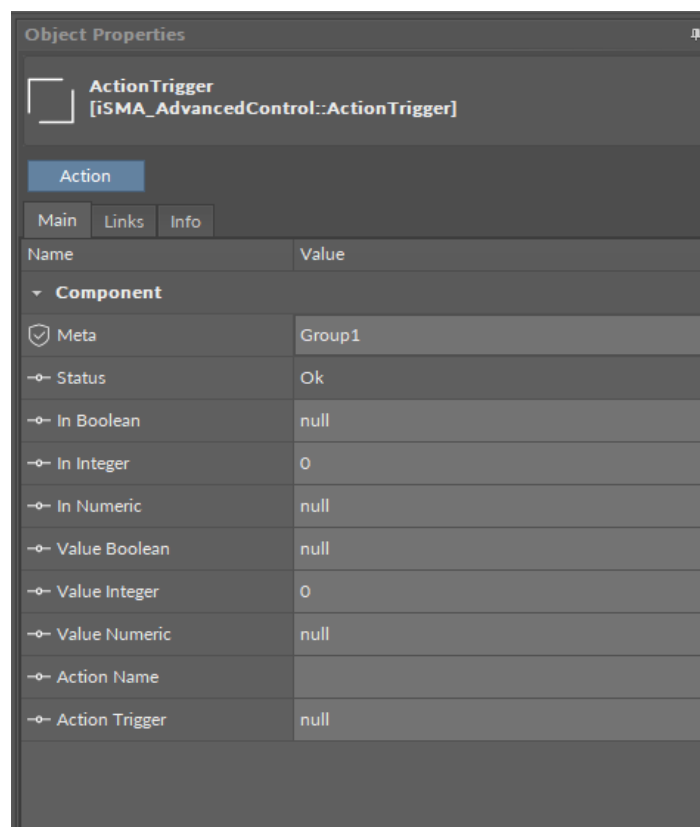 Object Properties
ActionTrigger
[iSMA_AdvancedControl::ActionTrigger]
Action
Main Links Info
Name Value
Component
Meta Group1
Status Ok
In Boolean null
In Integer 0
In Numeric null
Value Boolean null
Value Integer 0
Value Numeric null
Action Name
Action Trigger null